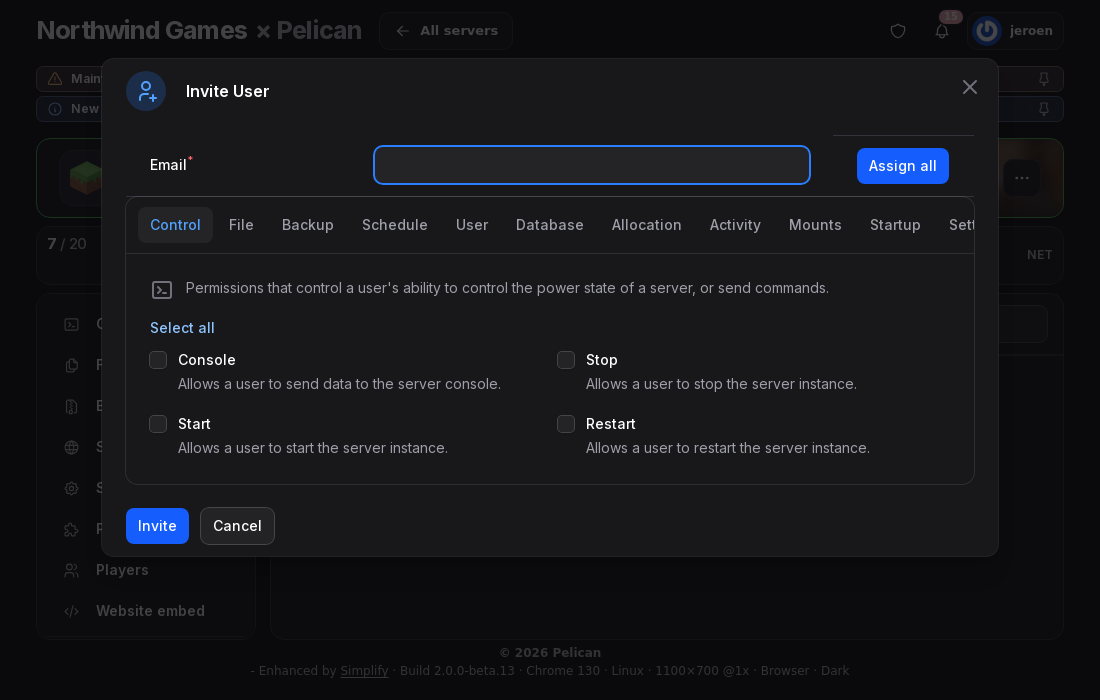 Northwind Games × Pelican
All servers
15
jeroen
Invite User
Email*
Assign all
7 / 20
NET
Control File Backup Schedule User Database Allocation Activity Mounts Startup Sett
Permissions that control a user's ability to control the power state of a server, or send commands.
Select all
Console
Allows a user to send data to the server console.
Stop
Allows a user to stop the server instance.
Start
Allows a user to start the server instance.
Restart
Allows a user to restart the server instance.
Invite
Cancel
Players
Website embed
© 2026 Pelican
- Enhanced by Simplify · Build 2.0.0-beta.13 · Chrome 130 · Linux · 1100×700 @1x · Browser · Dark